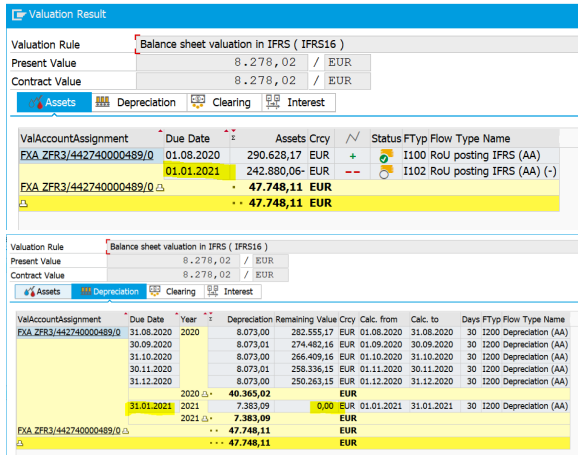 Valuation Result
Valuation Rule Balance sheet valuation in IFRS ( IFRS16 )
Present Value 8.278,02 / EUR
Contract Value 8.278,02 / EUR
Assets Depreciation Clearing Interest
ValAccountAssignment Due Date Σ Assets Crcy Status FTyp Flow Type Name
FXA ZFR3/442740000489/0 01.08.2020 290.628,17 EUR + I100 RoU posting IFRS (AA)
01.01.2021 242.880,06- EUR -- I102 RoU posting IFRS (AA) (-)
FXA ZFR3/442740000489/0 47.748,11 EUR
47.748,11 EUR
Valuation Rule Balance sheet valuation in IFRS ( IFRS16 )
Present Value 8.278,02 / EUR
Contract Value 8.278,02 / EUR
Assets Depreciation Clearing Interest
ValAccountAssignment Due Date Year Σ Depreciation Remaining Value Crcy Calc. from Calc. to Days FTyp Flow Type Name
FXA ZFR3/442740000489/0 31.08.2020 2020 8.073,00 282.555,17 EUR 01.08.2020 31.08.2020 30 I200 Depreciation (AA)
30.09.2020 8.073,01 274.482,16 EUR 01.09.2020 30.09.2020 30 I200 Depreciation (AA)
31.10.2020 8.073,00 266.409,16 EUR 01.10.2020 31.10.2020 30 I200 Depreciation (AA)
30.11.2020 8.073,01 258.336,15 EUR 01.11.2020 30.11.2020 30 I200 Depreciation (AA)
31.12.2020 8.073,00 250.263,15 EUR 01.12.2020 31.12.2020 30 I200 Depreciation (AA)
2020 40.365,02 EUR
31.01.2021 2021 7.383,09 0,00 EUR 01.01.2021 31.01.2021 30 I200 Depreciation (AA)
2021 7.383,09 EUR
FXA ZFR3/442740000489/0 47.748,11 EUR
47.748,11 EUR